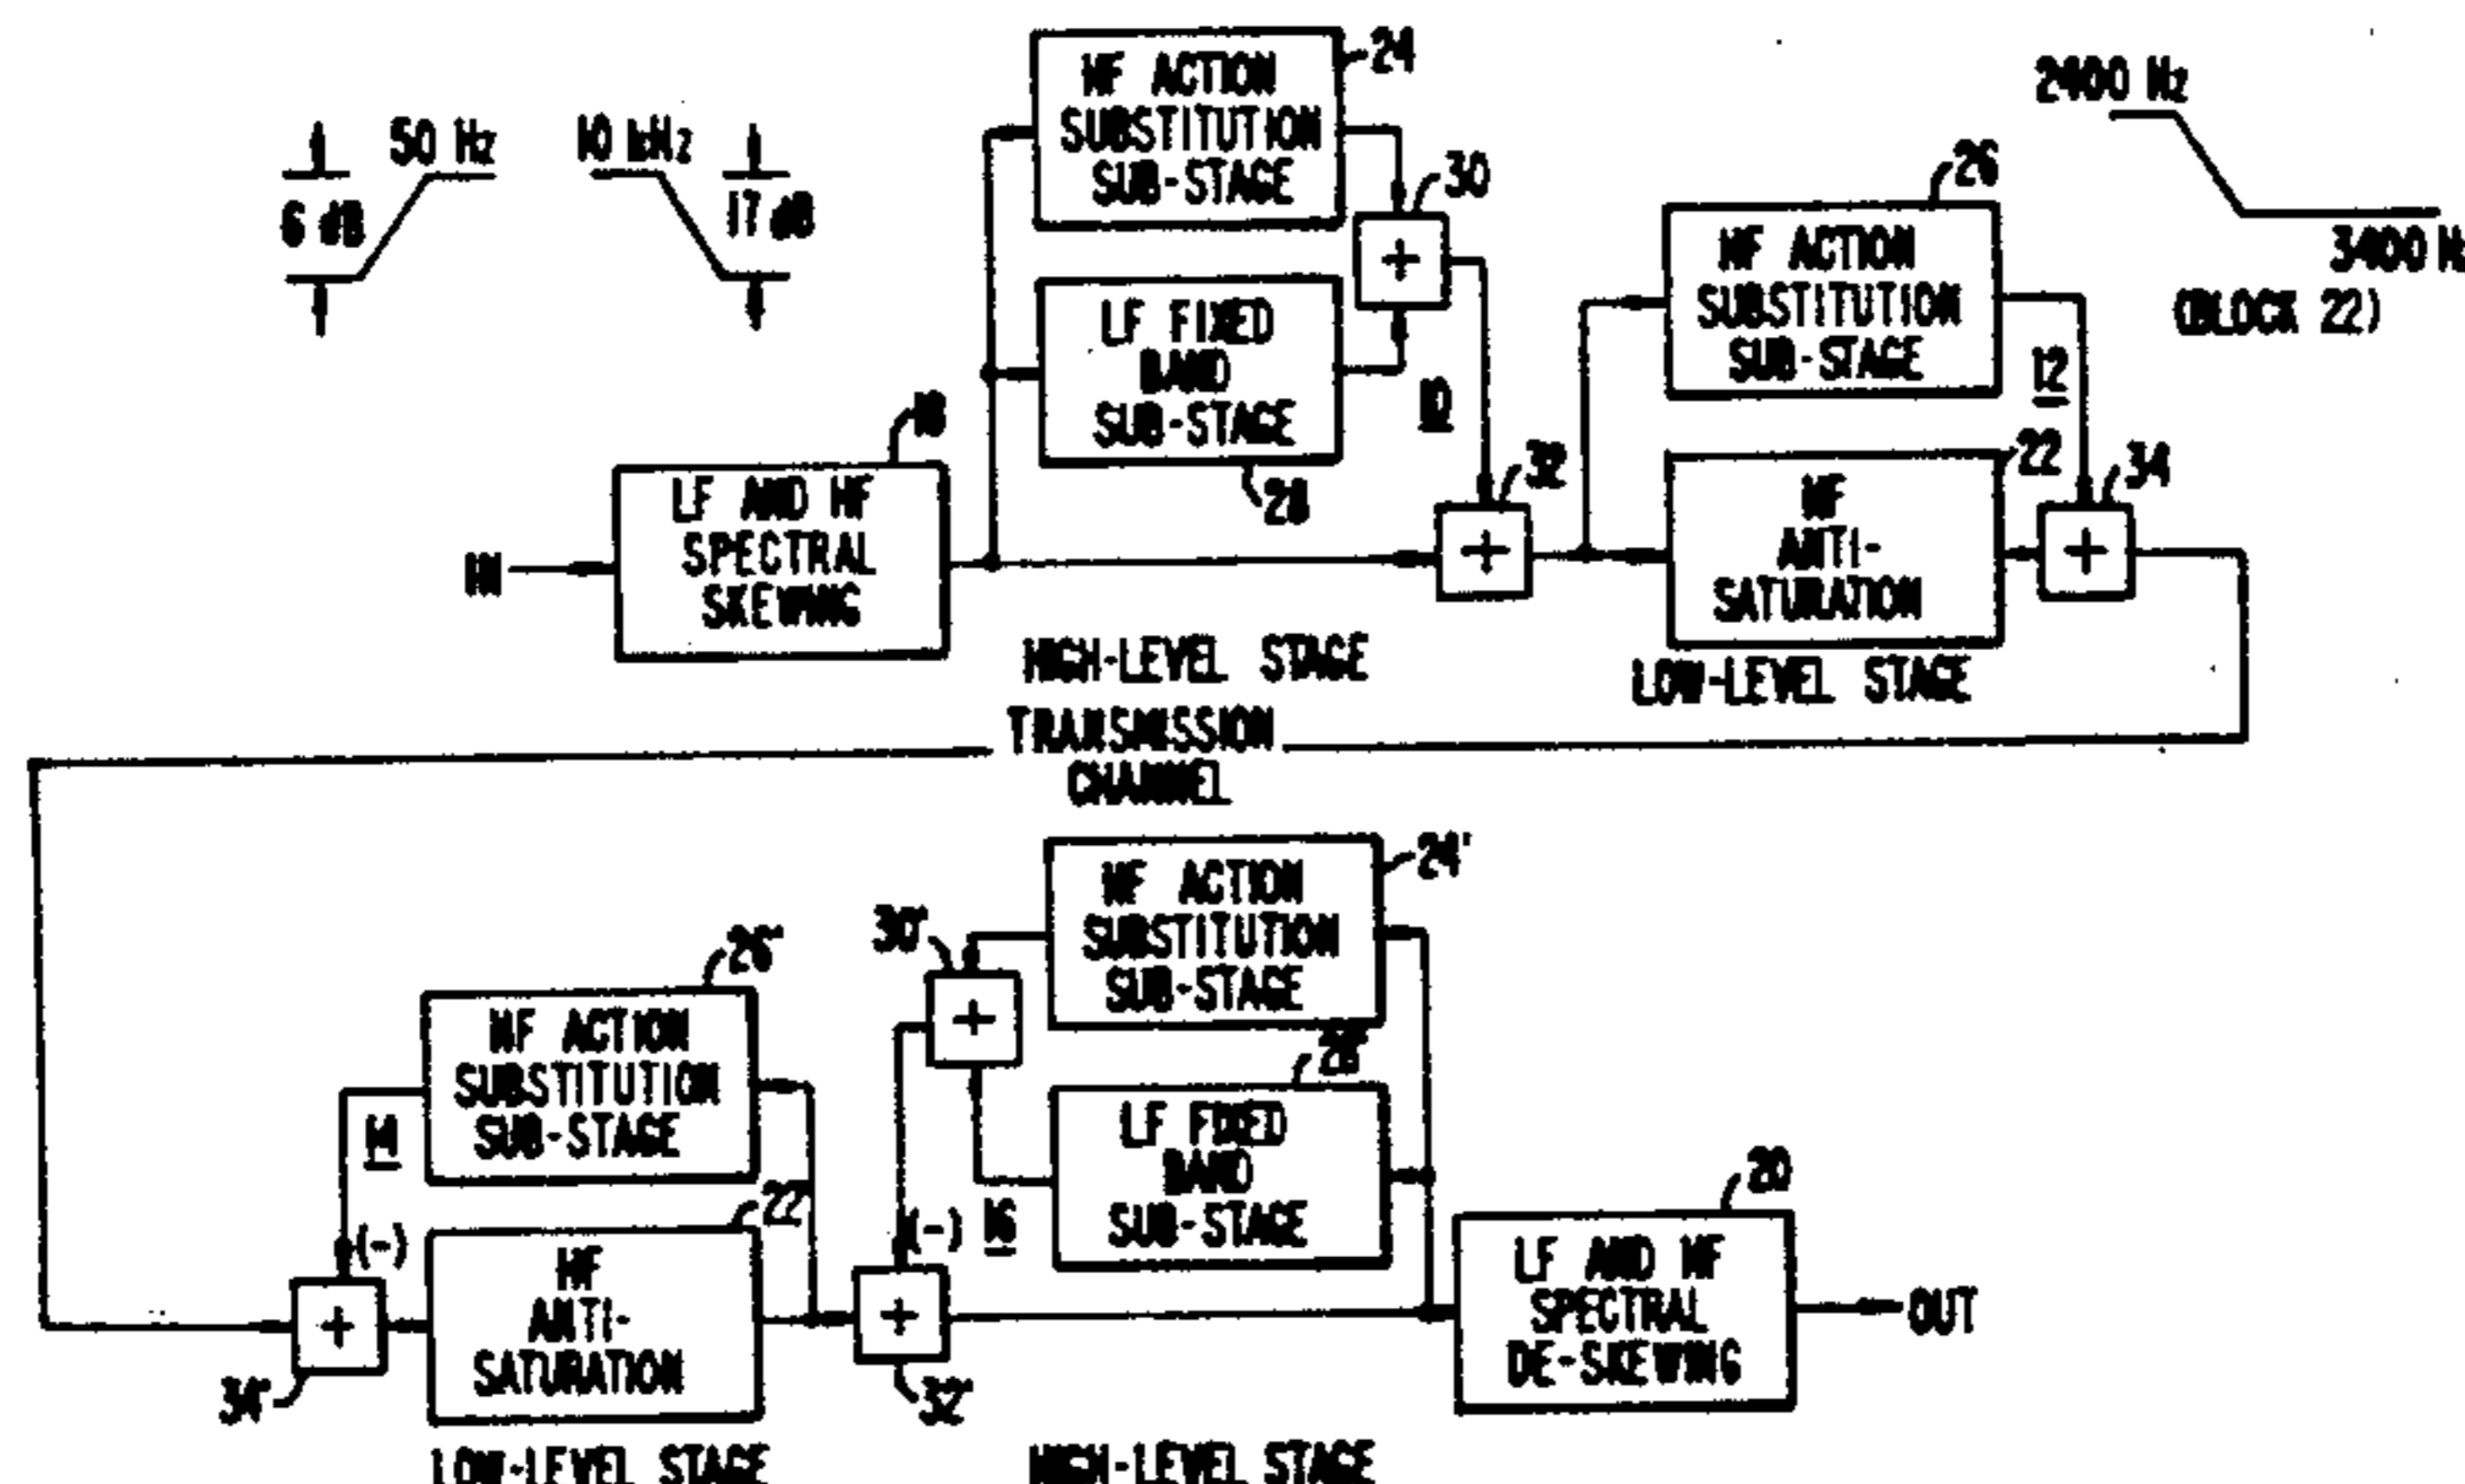 50 Hz
10 kHz
6 dB
17 dB
HF ACTION
SUBSTITUTION
SUB-STAGE
24
30
LF FIXED
BAND
SUB-STAGE
28
10
2400 Hz
3400 Hz
(BLOCK 22)
HF ACTION
SUBSTITUTION
SUB-STAGE
26
12
IN
LF AND HF
SPECTRAL
SKEWING
18
32
HF
ANTI-
SATURATION
22
34
HIGH-LEVEL STAGE
LOW-LEVEL STAGE
TRANSMISSION
CHANNEL
HF ACTION
SUBSTITUTION
SUB-STAGE
24'
30'
HF ACTION
SUBSTITUTION
SUB-STAGE
26'
LF FIXED
BAND
SUB-STAGE
28'
16
(-)
(-)
HF
ANTI-
SATURATION
22'
34'
32'
LF AND HF
SPECTRAL
DE-SKEWING
20
OUT
LOW-LEVEL STAGE
HIGH-LEVEL STAGE